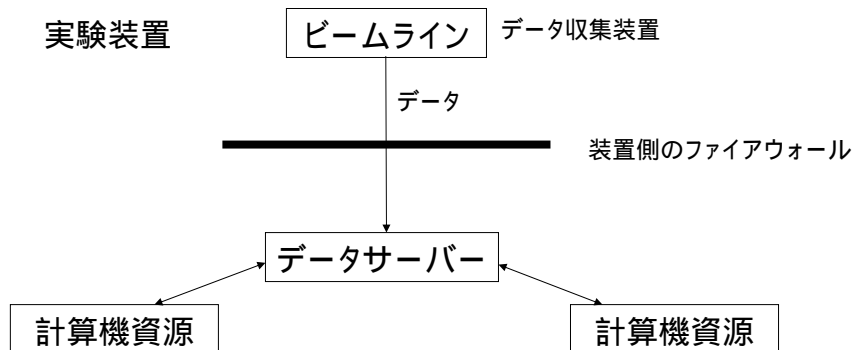 実験装置
ビームライン
データ収集装置
データ
装置側のファイアウォール
データサーバー
計算機資源
計算機資源